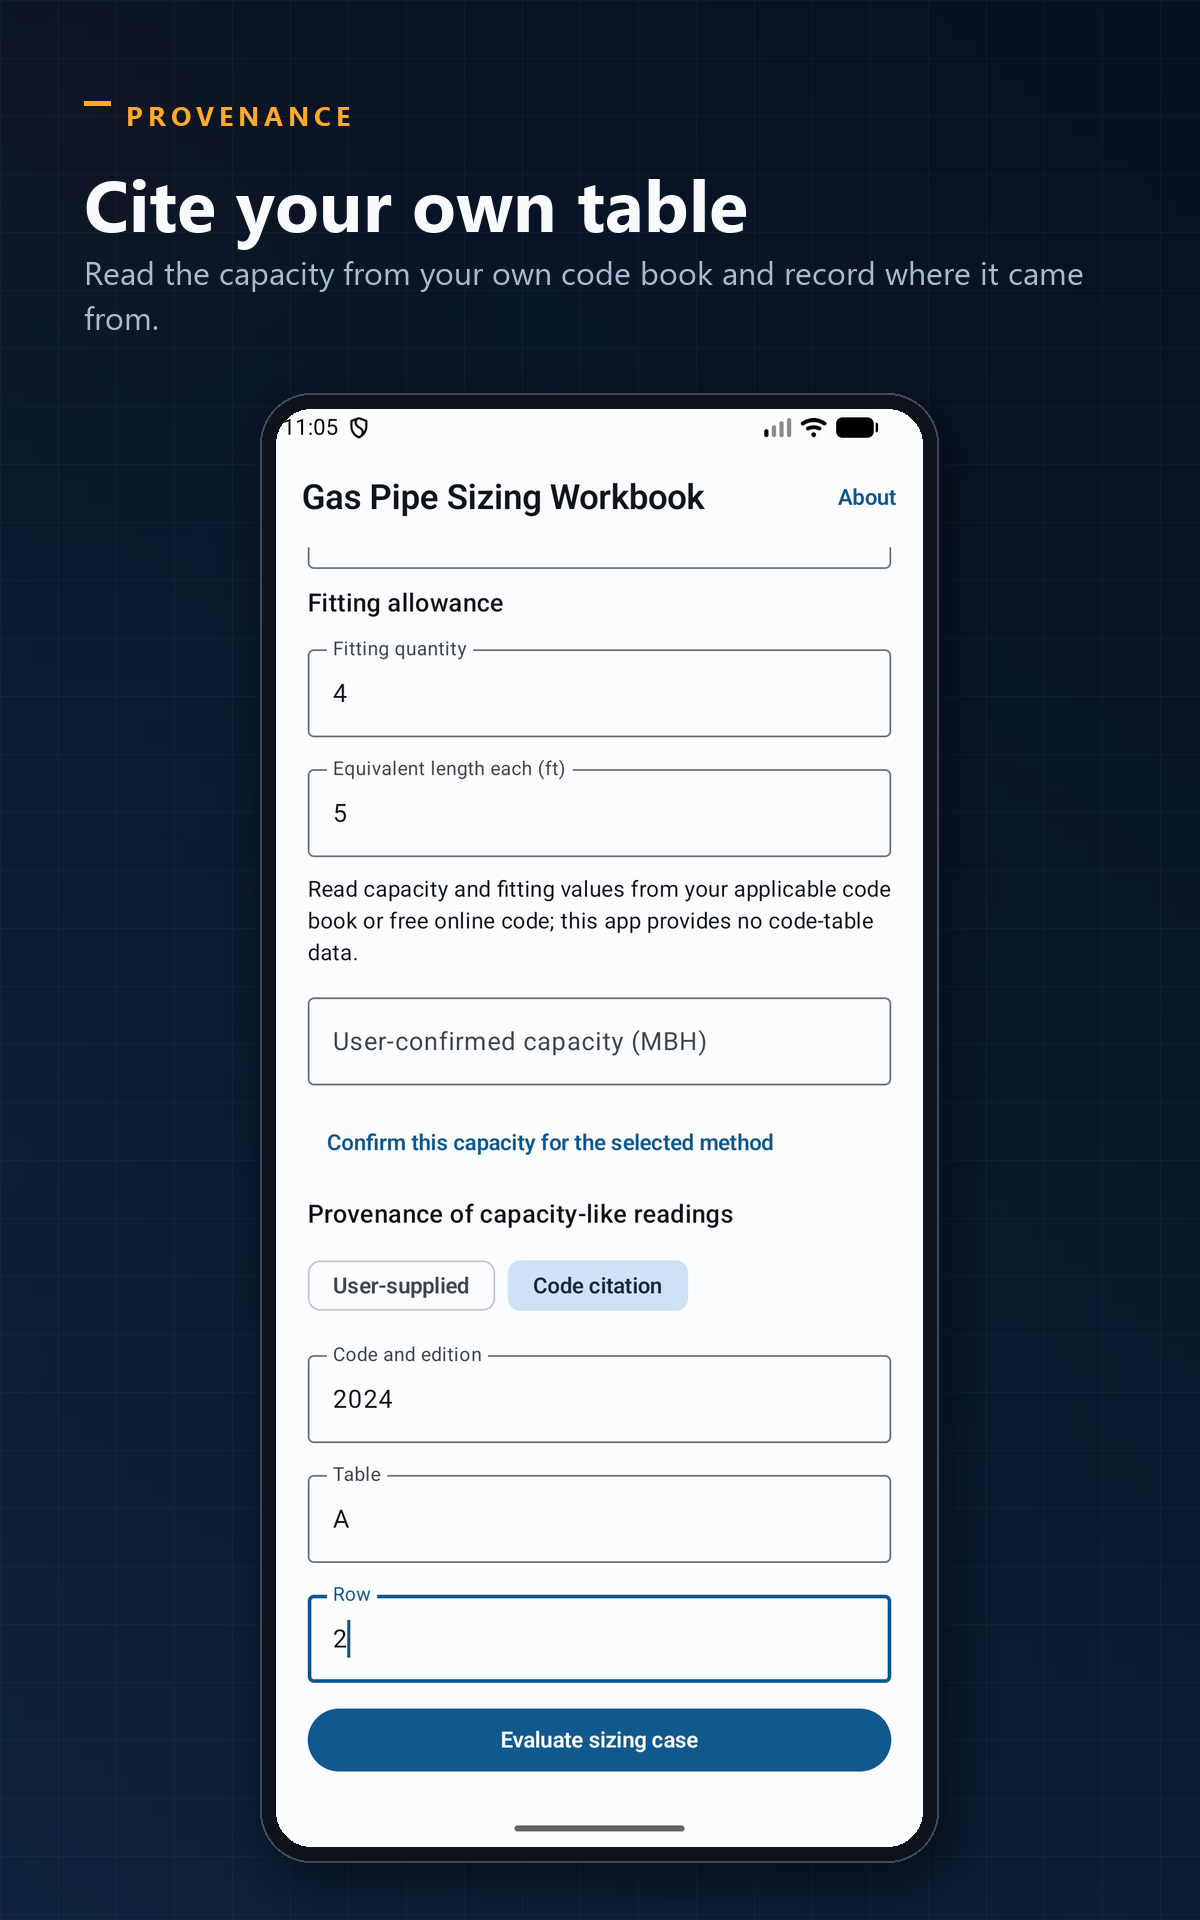 PROVENANCE
Cite your own table
Read the capacity from your own code book and record where it came
from.
11:05
Gas Pipe Sizing Workbook
About
Fitting allowance
Fitting quantity
4
Equivalent length each (ft)
5
Read capacity and fitting values from your applicable code
book or free online code; this app provides no code-table
data.
User-confirmed capacity (MBH)
Confirm this capacity for the selected method
Provenance of capacity-like readings
User-supplied
Code citation
Code and edition
2024
Table
A
Row
2
Evaluate sizing case